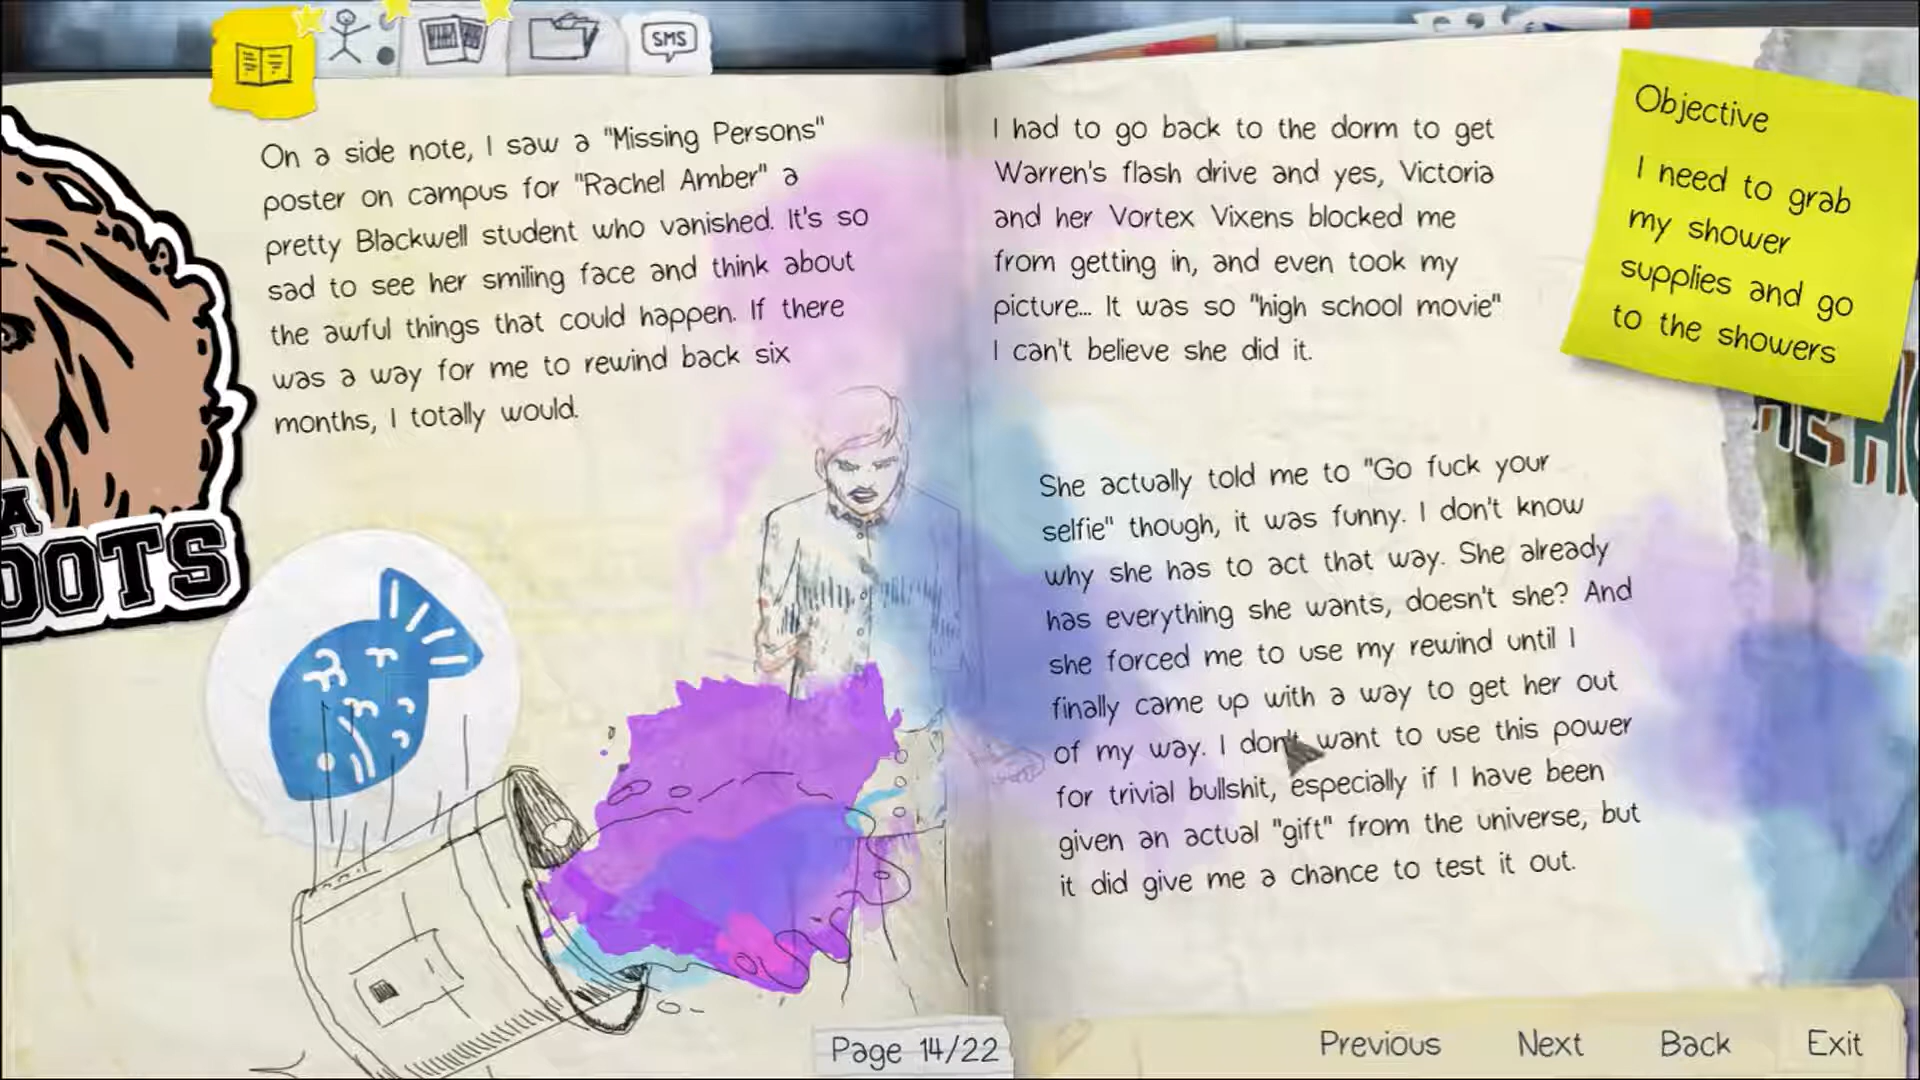 SMS
On a side note, I saw a "Missing Persons"
poster on campus for "Rachel Amber" a
pretty Blackwell student who vanished. It's so
sad to see her smiling face and think about
the awful things that could happen. If there
was a way for me to rewind back six
months, I totally would.
I had to go back to the dorm to get
Warren's flash drive and yes, Victoria
and her Vortex Vixens blocked me
from getting in, and even took my
picture... It was so "high school movie"
I can't believe she did it.
She actually told me to "Go fuck your
selfie" though, it was funny. I don't know
why she has to act that way. She already
has everything she wants, doesn't she? And
she forced me to use my rewind until I
finally came up with a way to get her out
of my way. I don't want to use this power
for trivial bullshit, especially if I have been
given an actual "gift" from the universe, but
it did give me a chance to test it out.
Objective
I need to grab
my shower
supplies and go
to the showers
Page 14/22
Previous Next Back Exit